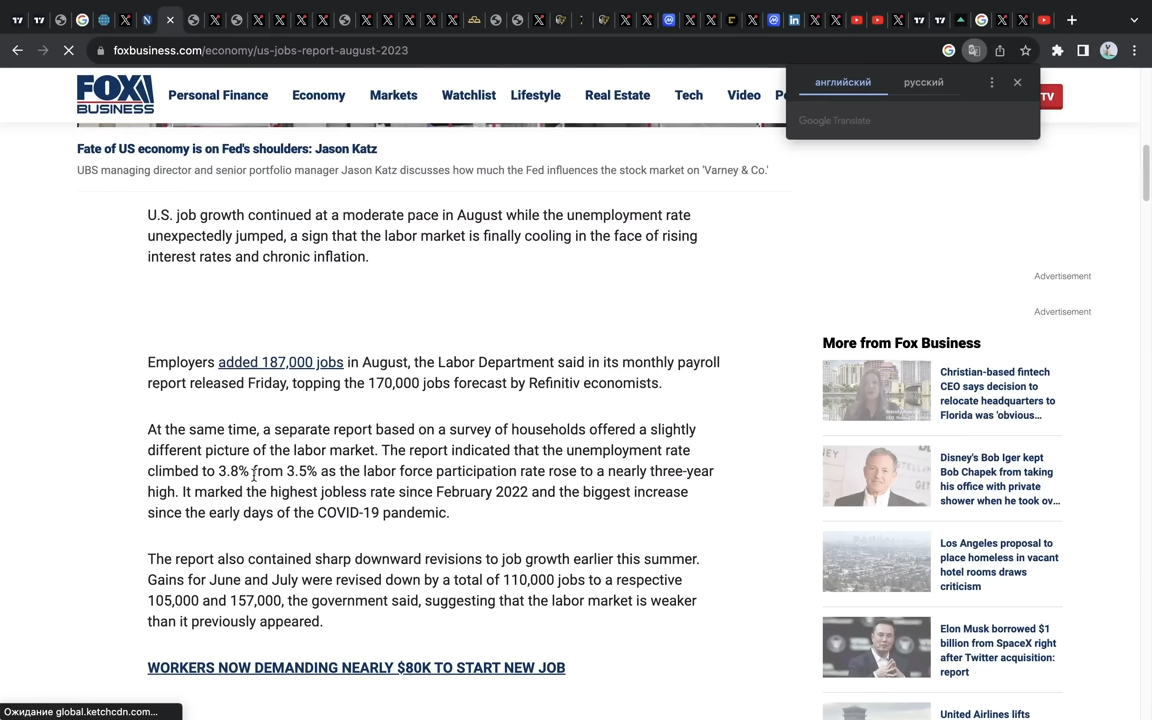 foxbusiness.com/economy/us-jobs-report-august-2023
английский
русский
Google Translate
FOX
BUSINESS
Personal Finance
Economy
Markets
Watchlist
Lifestyle
Real Estate
Tech
Video
TV
Fate of US economy is on Fed's shoulders: Jason Katz
UBS managing director and senior portfolio manager Jason Katz discusses how much the Fed influences the stock market on 'Varney & Co.'
U.S. job growth continued at a moderate pace in August while the unemployment rate
unexpectedly jumped, a sign that the labor market is finally cooling in the face of rising
interest rates and chronic inflation.
Employers added 187,000 jobs in August, the Labor Department said in its monthly payroll
report released Friday, topping the 170,000 jobs forecast by Refinitiv economists.
At the same time, a separate report based on a survey of households offered a slightly
different picture of the labor market. The report indicated that the unemployment rate
climbed to 3.8% from 3.5% as the labor force participation rate rose to a nearly three-year
high. It marked the highest jobless rate since February 2022 and the biggest increase
since the early days of the COVID-19 pandemic.
The report also contained sharp downward revisions to job growth earlier this summer.
Gains for June and July were revised down by a total of 110,000 jobs to a respective
105,000 and 157,000, the government said, suggesting that the labor market is weaker
than it previously appeared.
WORKERS NOW DEMANDING NEARLY $80K TO START NEW JOB
Advertisement
Advertisement
More from Fox Business
Christian-based fintech
CEO says decision to
relocate headquarters to
Florida was 'obvious...
Disney's Bob Iger kept
Bob Chapek from taking
his office with private
shower when he took ov...
Los Angeles proposal to
place homeless in vacant
hotel rooms draws
criticism
Elon Musk borrowed $1
billion from SpaceX right
after Twitter acquisition:
report
United Airlines lifts
Ожидание global.ketchcdn.com...